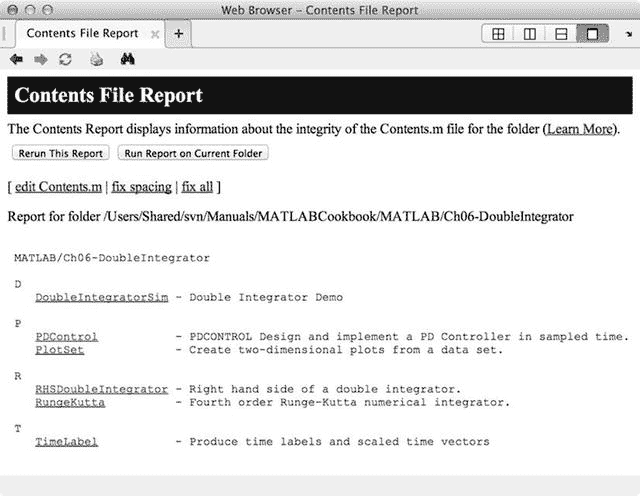 Web Browser – Contents File Report
Contents File Report
Contents File Report
The Contents Report displays information about the integrity of the Contents.m file for the folder (Learn More).
Rerun This Report Run Report on Current Folder
[ edit Contents.m | fix spacing | fix all ]
Report for folder /Users/Shared/svn/Manuals/MATLABCookbook/MATLAB/Ch06-DoubleIntegrator
MATLAB/Ch06-DoubleIntegrator
D
DoubleIntegratorSim - Double Integrator Demo
P
PDControl - PDCONTROL Design and implement a PD Controller in sampled time.
PlotSet - Create two-dimensional plots from a data set.
R
RHSDoubleIntegrator - Right hand side of a double integrator.
RungeKutta - Fourth order Runge-Kutta numerical integrator.
T
TimeLabel - Produce time labels and scaled time vectors